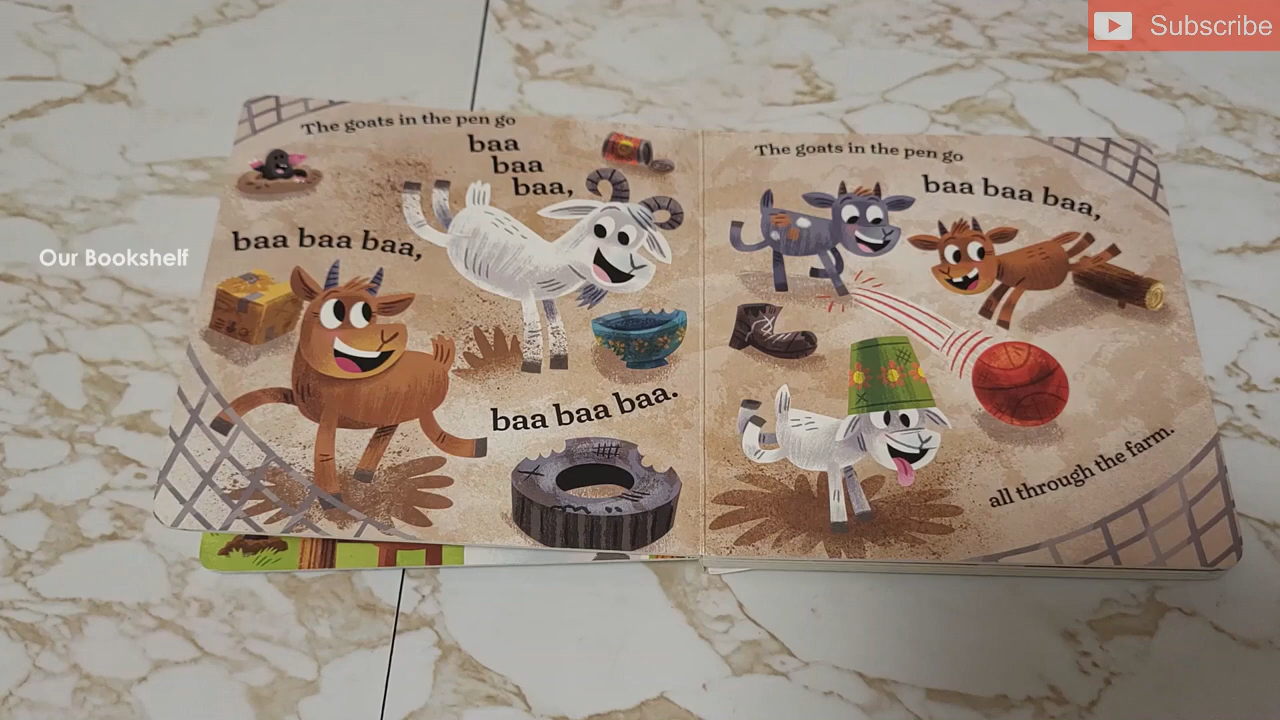 Subscribe
Our Bookshelf
The goats in the pen go
baa
baa
baa,
baa baa baa,
baa baa baa.
The goats in the pen go
baa baa baa,
all through the farm.